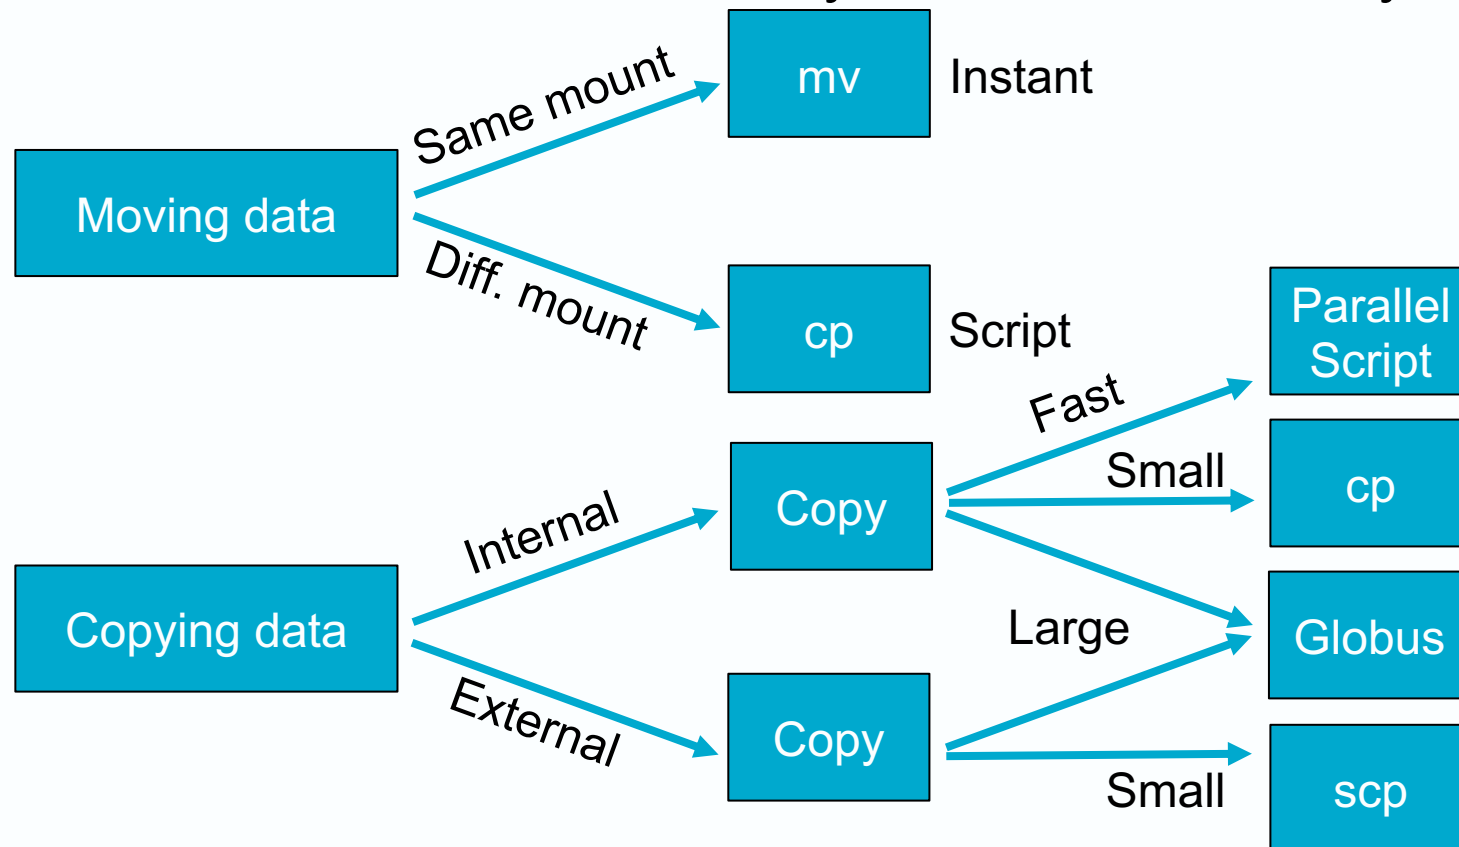 mv
Instant
Same mount
Moving data
Diff. mount
cp
Script
Parallel
Script
Fast
Small
cp
Copy
Internal
Copying data
Large
Globus
External
Copy
Small
scp